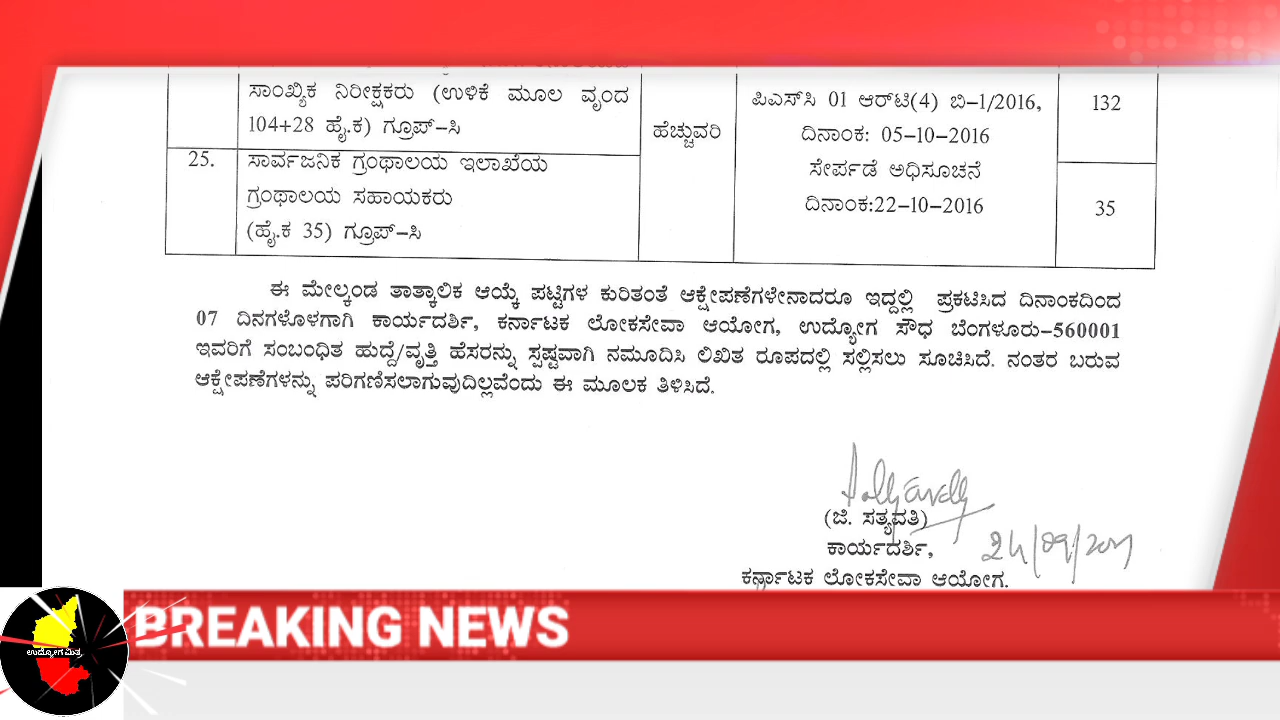 ಸಾಂಖ್ಯಿಕ ನಿರೀಕ್ಷಕರು (ಉಳಿಕೆ ಮೂಲ ವೃಂದ
104+28 ಹೈ.ಕ) ಗ್ರೂಪ್–ಸಿ
ಹೆಚ್ಚುವರಿ
ಪಿಎಸ್‌ಸಿ 01 ಆರ್‌ಟಿ(4) ಬಿ–1/2016,
ದಿನಾಂಕ: 05–10–2016
ಸೇರ್ಪಡೆ ಅಧಿಸೂಚನೆ
ದಿನಾಂಕ:22–10–2016
132
25.
ಸಾರ್ವಜನಿಕ ಗ್ರಂಥಾಲಯ ಇಲಾಖೆಯ
ಗ್ರಂಥಾಲಯ ಸಹಾಯಕರು
(ಹೈ.ಕ 35) ಗ್ರೂಪ್–ಸಿ
35
ಈ ಮೇಲ್ಕಂಡ ತಾತ್ಕಾಲಿಕ ಆಯ್ಕೆ ಪಟ್ಟಿಗಳ ಕುರಿತಂತೆ ಆಕ್ಷೇಪಣೆಗಳೇನಾದರೂ ಇದ್ದಲ್ಲಿ ಪ್ರಕಟಿಸಿದ ದಿನಾಂಕದಿಂದ
07 ದಿನಗಳೊಳಗಾಗಿ ಕಾರ್ಯದರ್ಶಿ, ಕರ್ನಾಟಕ ಲೋಕಸೇವಾ ಆಯೋಗ, ಉದ್ಯೋಗ ಸೌಧ ಬೆಂಗಳೂರು–560001
ಇವರಿಗೆ ಸಂಬಂಧಿತ ಹುದ್ದೆ/ವೃತ್ತಿ ಹೆಸರನ್ನು ಸ್ಪಷ್ಟವಾಗಿ ನಮೂದಿಸಿ ಲಿಖಿತ ರೂಪದಲ್ಲಿ ಸಲ್ಲಿಸಲು ಸೂಚಿಸಿದೆ. ನಂತರ ಬರುವ
ಆಕ್ಷೇಪಣೆಗಳನ್ನು ಪರಿಗಣಿಸಲಾಗುವುದಿಲ್ಲವೆಂದು ಈ ಮೂಲಕ ತಿಳಿಸಿದೆ.
(ಜಿ. ಸತ್ಯವತಿ)
ಕಾರ್ಯದರ್ಶಿ,
ಕರ್ನಾಟಕ ಲೋಕಸೇವಾ ಆಯೋಗ.
BREAKING NEWS
ಉದ್ಯೋಗ ಮಿತ್ರ